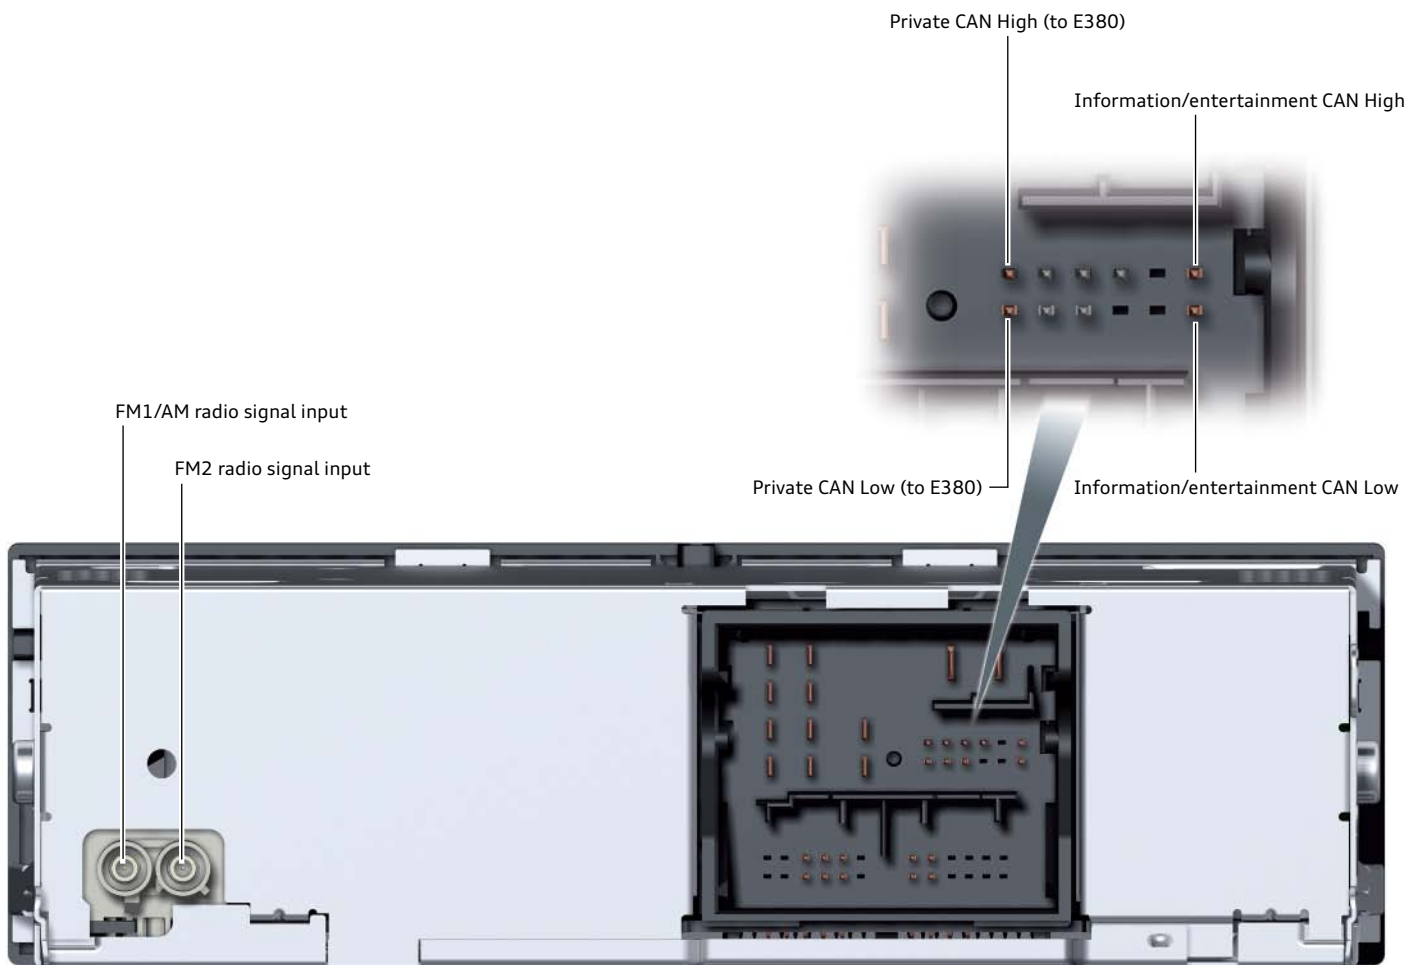 Private CAN High (to E380)
Information/entertainment CAN High
FM1/AM radio signal input
FM2 radio signal input
Private CAN Low (to E380)
Information/entertainment CAN Low